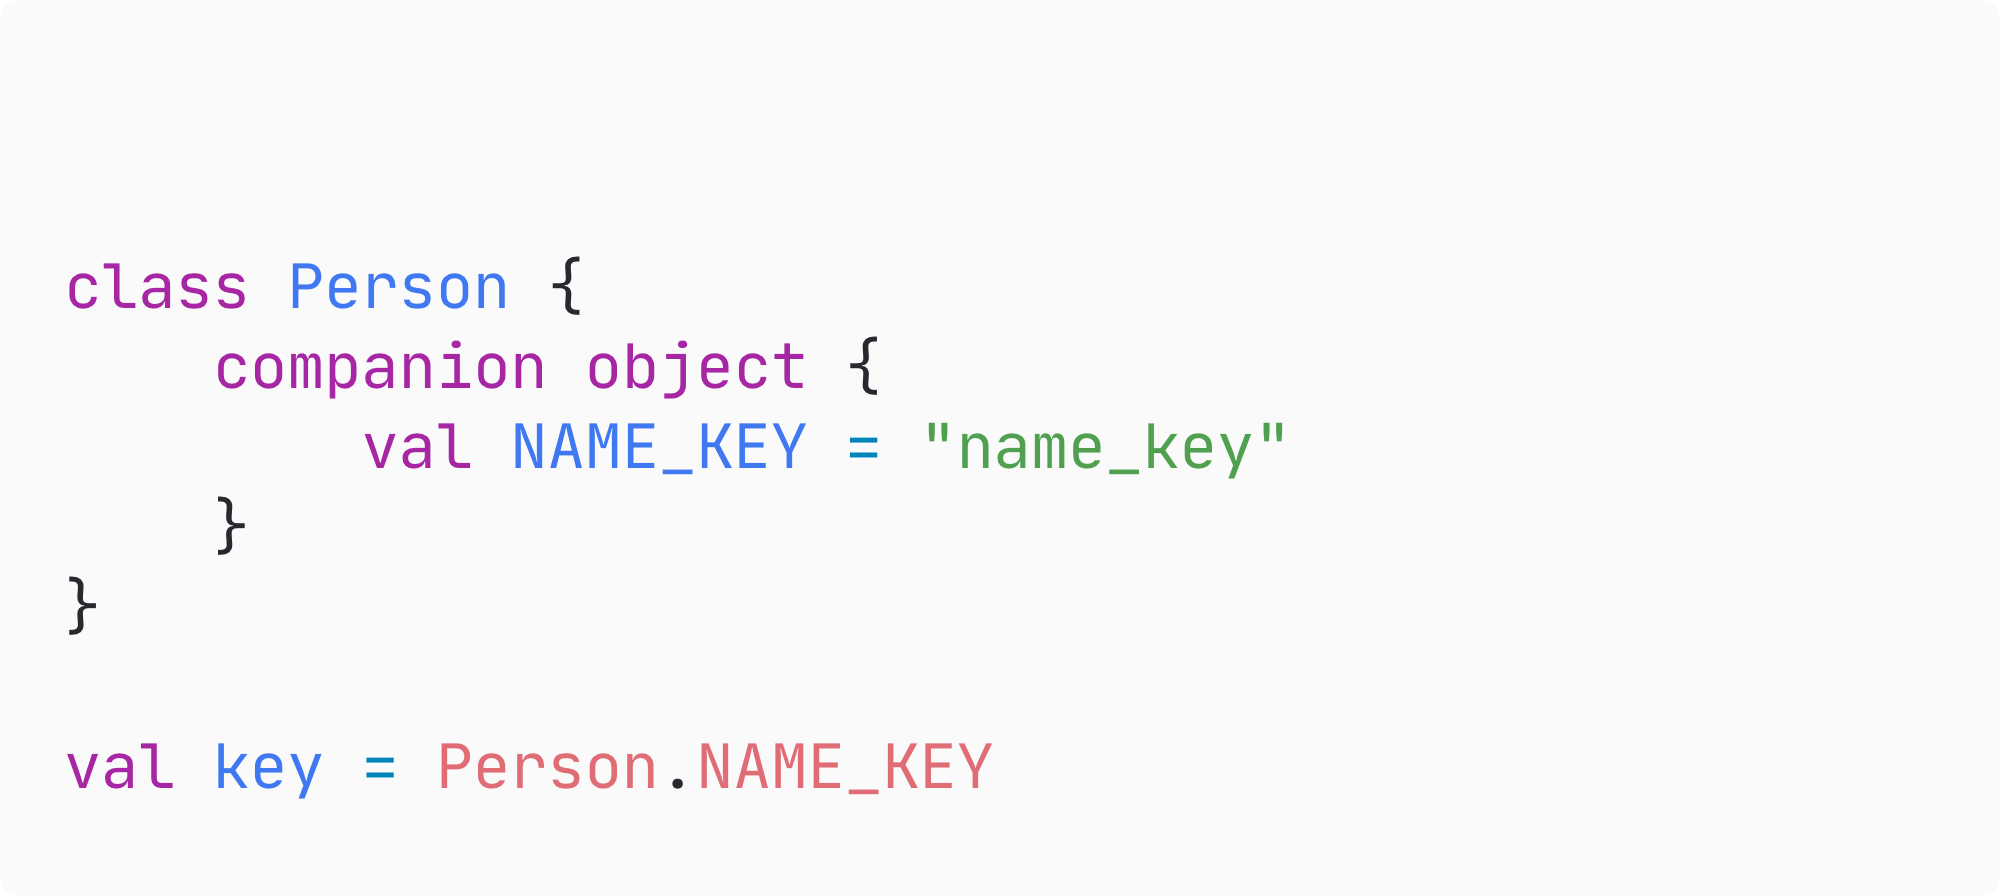 class Person {
    companion object {
        val NAME_KEY = "name_key"
    }
}

val key = Person.NAME_KEY